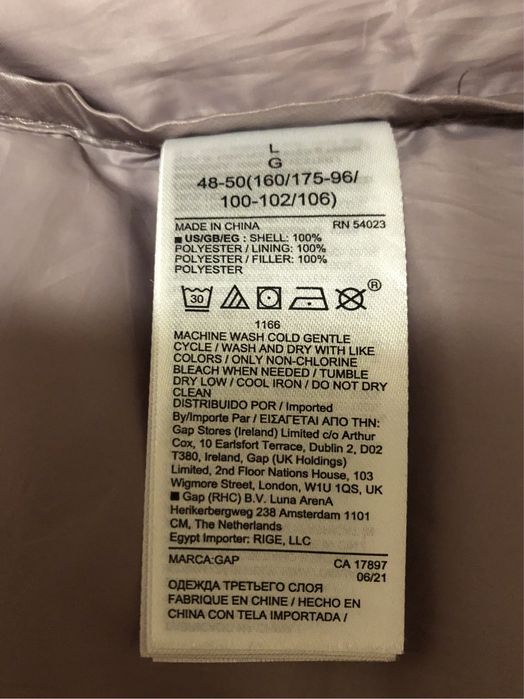 L
G
48-50(160/175-96/
100-102/106)
MADE IN CHINA RN 54023
■ US/GB/EG : SHELL: 100%
POLYESTER / LINING: 100%
POLYESTER / FILLER: 100%
POLYESTER
30 ®
1166
MACHINE WASH COLD GENTLE
CYCLE / WASH AND DRY WITH LIKE
COLORS / ONLY NON-CHLORINE
BLEACH WHEN NEEDED / TUMBLE
DRY LOW / COOL IRON / DO NOT DRY
CLEAN
DISTRIBUIDO POR / Imported
By/Importe Par / ΕΙΣΑΓΕΤΑΙ ΑΠΟ ΤΗΝ:
Gap Stores (Ireland) Limited c/o Arthur
Cox, 10 Earlsfort Terrace, Dublin 2, D02
T380, Ireland, Gap (UK Holdings)
Limited, 2nd Floor Nations House, 103
Wigmore Street, London, W1U 1QS, UK
■ Gap (RHC) B.V. Luna ArenA
Herikerbergweg 238 Amsterdam 1101
CM, The Netherlands
Egypt Importer: RIGE, LLC
MARCA:GAP CA 17897
06/21
ОДЕЖДА ТРЕТЬЕГО СЛОЯ
FABRIQUE EN CHINE / HECHO EN
CHINA CON TELA IMPORTADA /